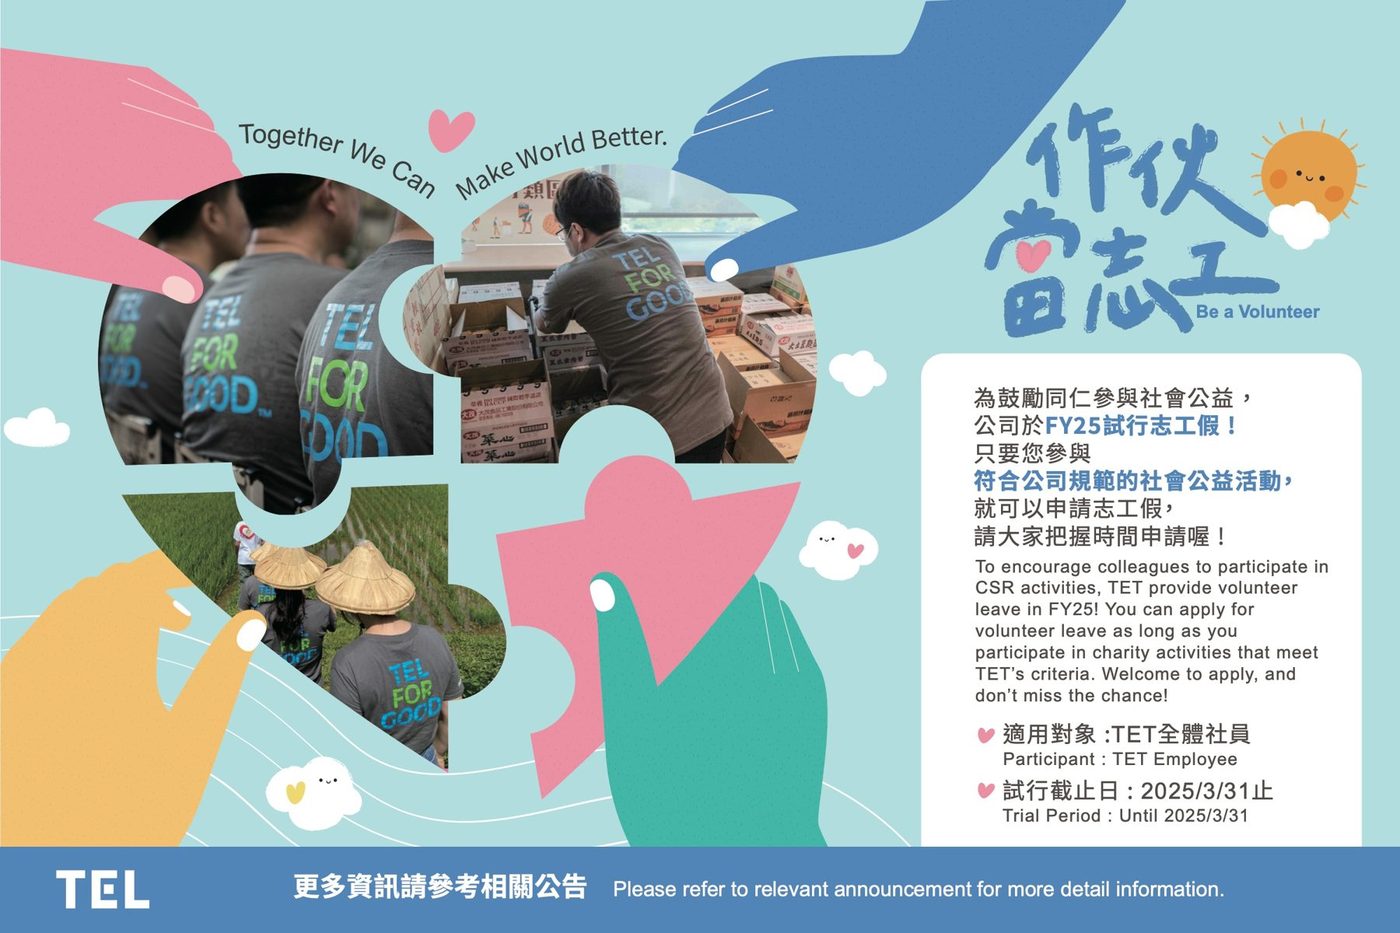 Together We Can
Make World Better.
作伙
當志工
Be a Volunteer
TEL
FOR
GOOD
TEL
FOR
GOOD™
TEL
FOR
GOOD
TEL
FOR
GOOD
TEL
FOR
GOOD
TEL
FOR
GOOD
為鼓勵同仁參與社會公益，
公司於FY25試行志工假！
只要您參與
符合公司規範的社會公益活動，
就可以申請志工假，
請大家把握時間申請喔！
To encourage colleagues to participate in
CSR activities, TET provide volunteer
leave in FY25! You can apply for
volunteer leave as long as you
participate in charity activities that meet
TET's criteria. Welcome to apply, and
don't miss the chance!
適用對象 :TET全體社員
Participant : TET Employee
試行截止日 : 2025/3/31止
Trial Period : Until 2025/3/31
TEL
更多資訊請參考相關公告
Please refer to relevant announcement for more detail information.